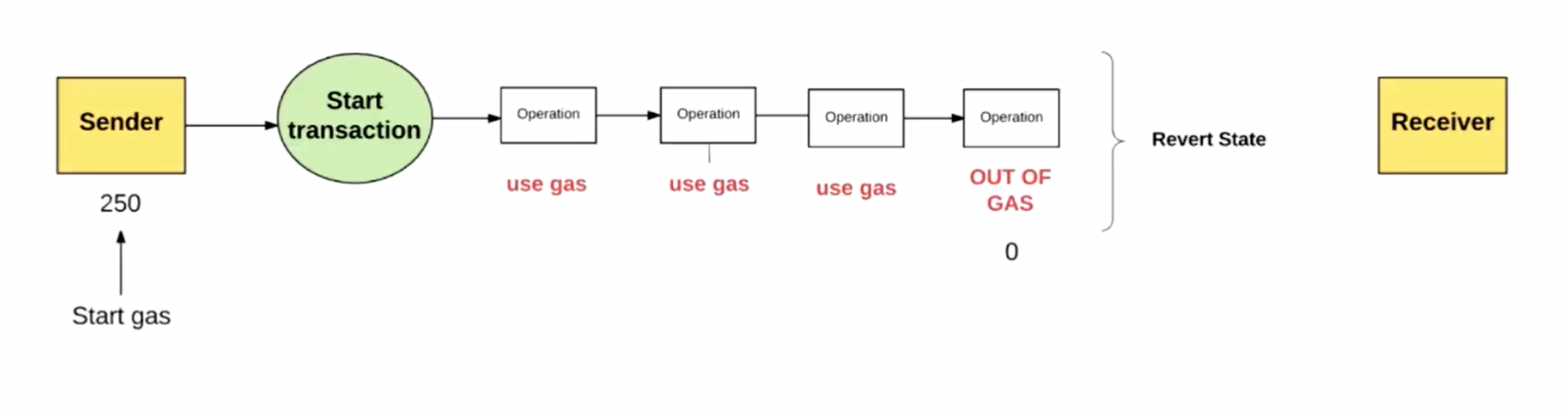 Sender
250
Start gas
Start
transaction
Operation
use gas
Operation
use gas
Operation
use gas
Operation
OUT OF
GAS
0
Revert State
Receiver